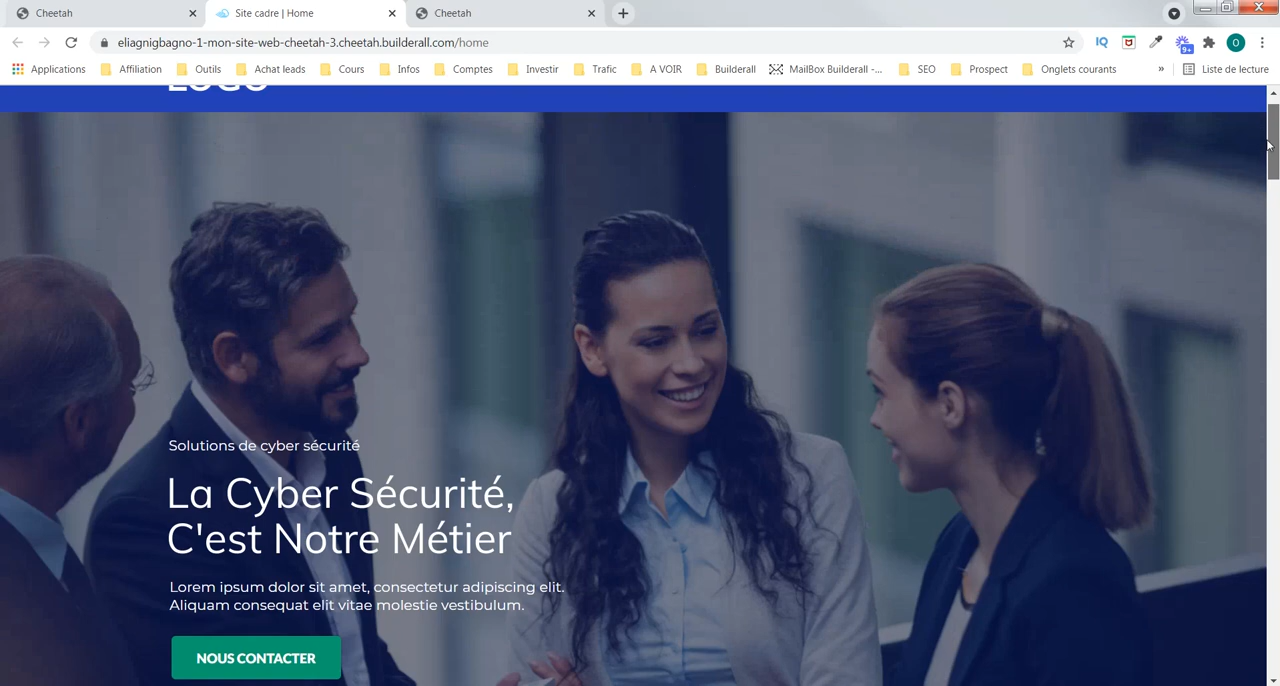 Cheetah
Site cadre | Home
Cheetah
eliagnigbagno-1-mon-site-web-cheetah-3.cheetah.builderall.com/home
IQ
9+
O
Applications
Affiliation
Outils
Achat leads
Cours
Infos
Comptes
Investir
Trafic
A VOIR
Builderall
MailBox Builderall -...
SEO
Prospect
Onglets courants
»
Liste de lecture
LOGO
Solutions de cyber sécurité
La Cyber Sécurité,
C'est Notre Métier
Lorem ipsum dolor sit amet, consectetur adipiscing elit.
Aliquam consequat elit vitae molestie vestibulum.
NOUS CONTACTER